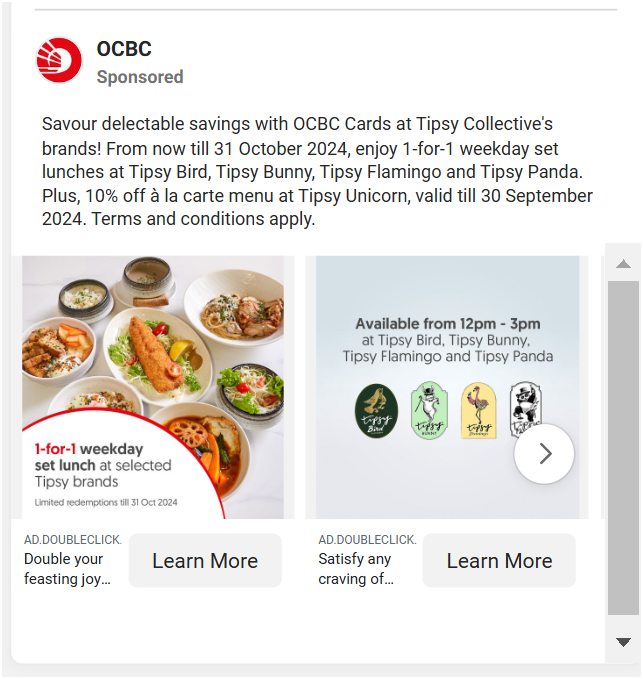 OCBC
Sponsored
Savour delectable savings with OCBC Cards at Tipsy Collective's
brands! From now till 31 October 2024, enjoy 1-for-1 weekday set
lunches at Tipsy Bird, Tipsy Bunny, Tipsy Flamingo and Tipsy Panda.
Plus, 10% off à la carte menu at Tipsy Unicorn, valid till 30 September
2024. Terms and conditions apply.
1-for-1 weekday
set lunch at selected
Tipsy brands
Limited redemptions till 31 Oct 2024
Available from 12pm - 3pm
at Tipsy Bird, Tipsy Bunny,
Tipsy Flamingo and Tipsy Panda
tipsy
Bird
tipsy
BUNNY
tipsy
Flamingo
tipsy
AD.DOUBLECLICK.
Double your
feasting joy…
Learn More
AD.DOUBLECLICK.
Satisfy any
craving of…
Learn More